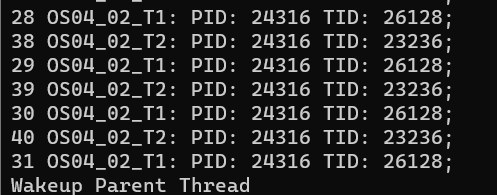 28 OS04_02_T1: PID: 24316 TID: 26128;
38 OS04_02_T2: PID: 24316 TID: 23236;
29 OS04_02_T1: PID: 24316 TID: 26128;
39 OS04_02_T2: PID: 24316 TID: 23236;
30 OS04_02_T1: PID: 24316 TID: 26128;
40 OS04_02_T2: PID: 24316 TID: 23236;
31 OS04_02_T1: PID: 24316 TID: 26128;
Wakeup Parent Thread